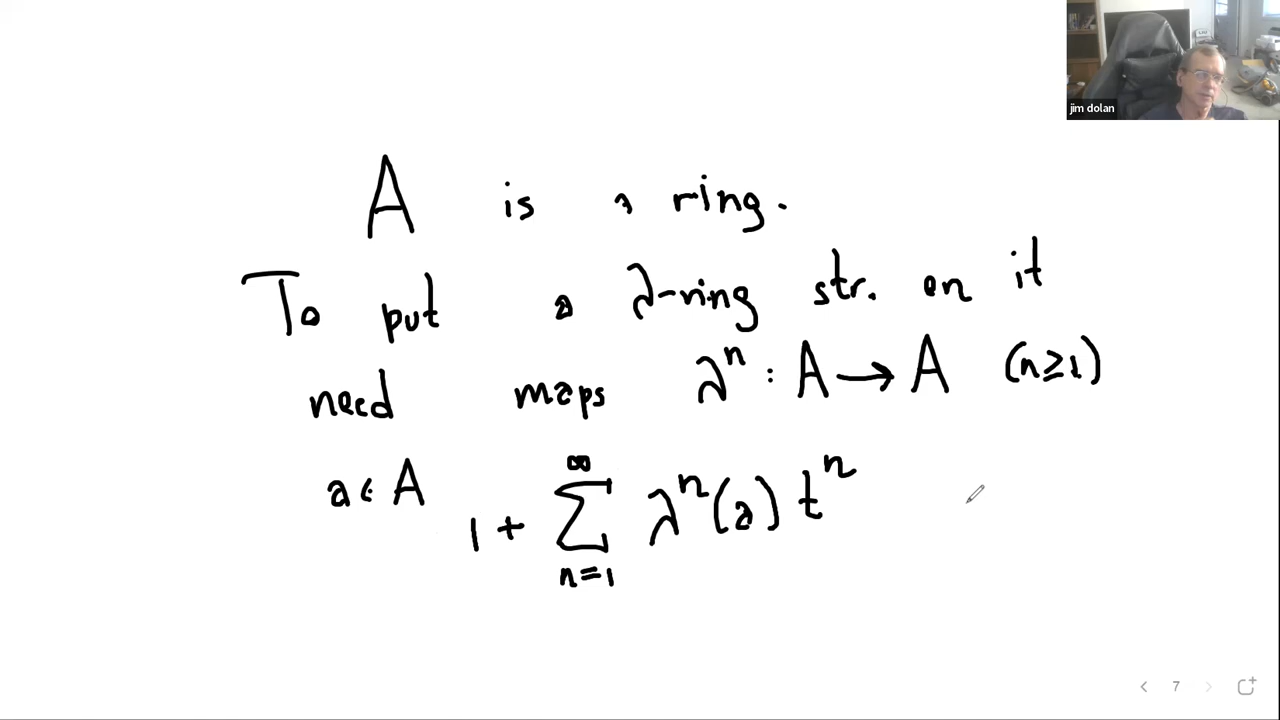 jim dolan
A is a ring.
To put a λ-ring str. on it
need maps λⁿ : A → A (n≥1)
a ∈ A 1 + ∑_{n=1}^{∞} λⁿ(a) tⁿ
7